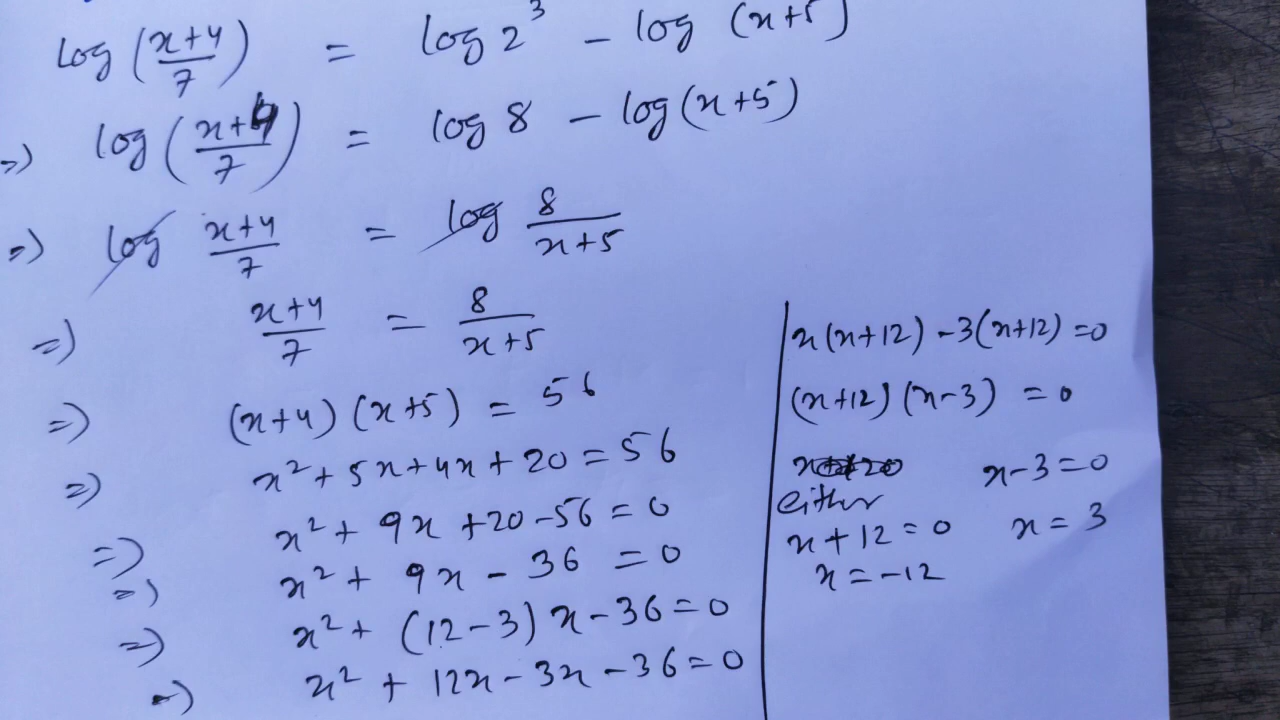 log (x+4/7) = log 2³ - log (x+5)
=> log (x+4/7) = log 8 - log (x+5)
=> log x+4/7 = log 8/x+5
=> x+4/7 = 8/x+5
=> (x+4) (x+5) = 56
=> x² + 5x + 4x + 20 = 56
=> x² + 9x + 20 - 56 = 0
=> x² + 9x - 36 = 0
=> x² + (12-3) x - 36 = 0
=> x² + 12x - 3x - 36 = 0
x(x+12) - 3(x+12) = 0
(x+12) (x-3) = 0
x-3 = 0
either
x + 12 = 0 x = 3
x = -12